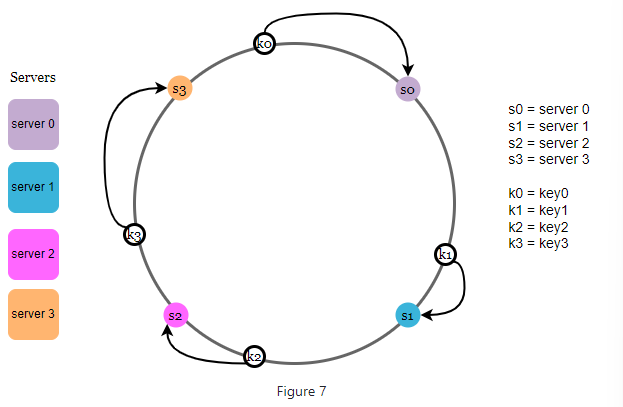 Servers
server 0
server 1
server 2
server 3
k0
s0
s3
k3
k1
s2
s1
k2
s0 = server 0
s1 = server 1
s2 = server 2
s3 = server 3
k0 = key0
k1 = key1
k2 = key2
k3 = key3
Figure 7